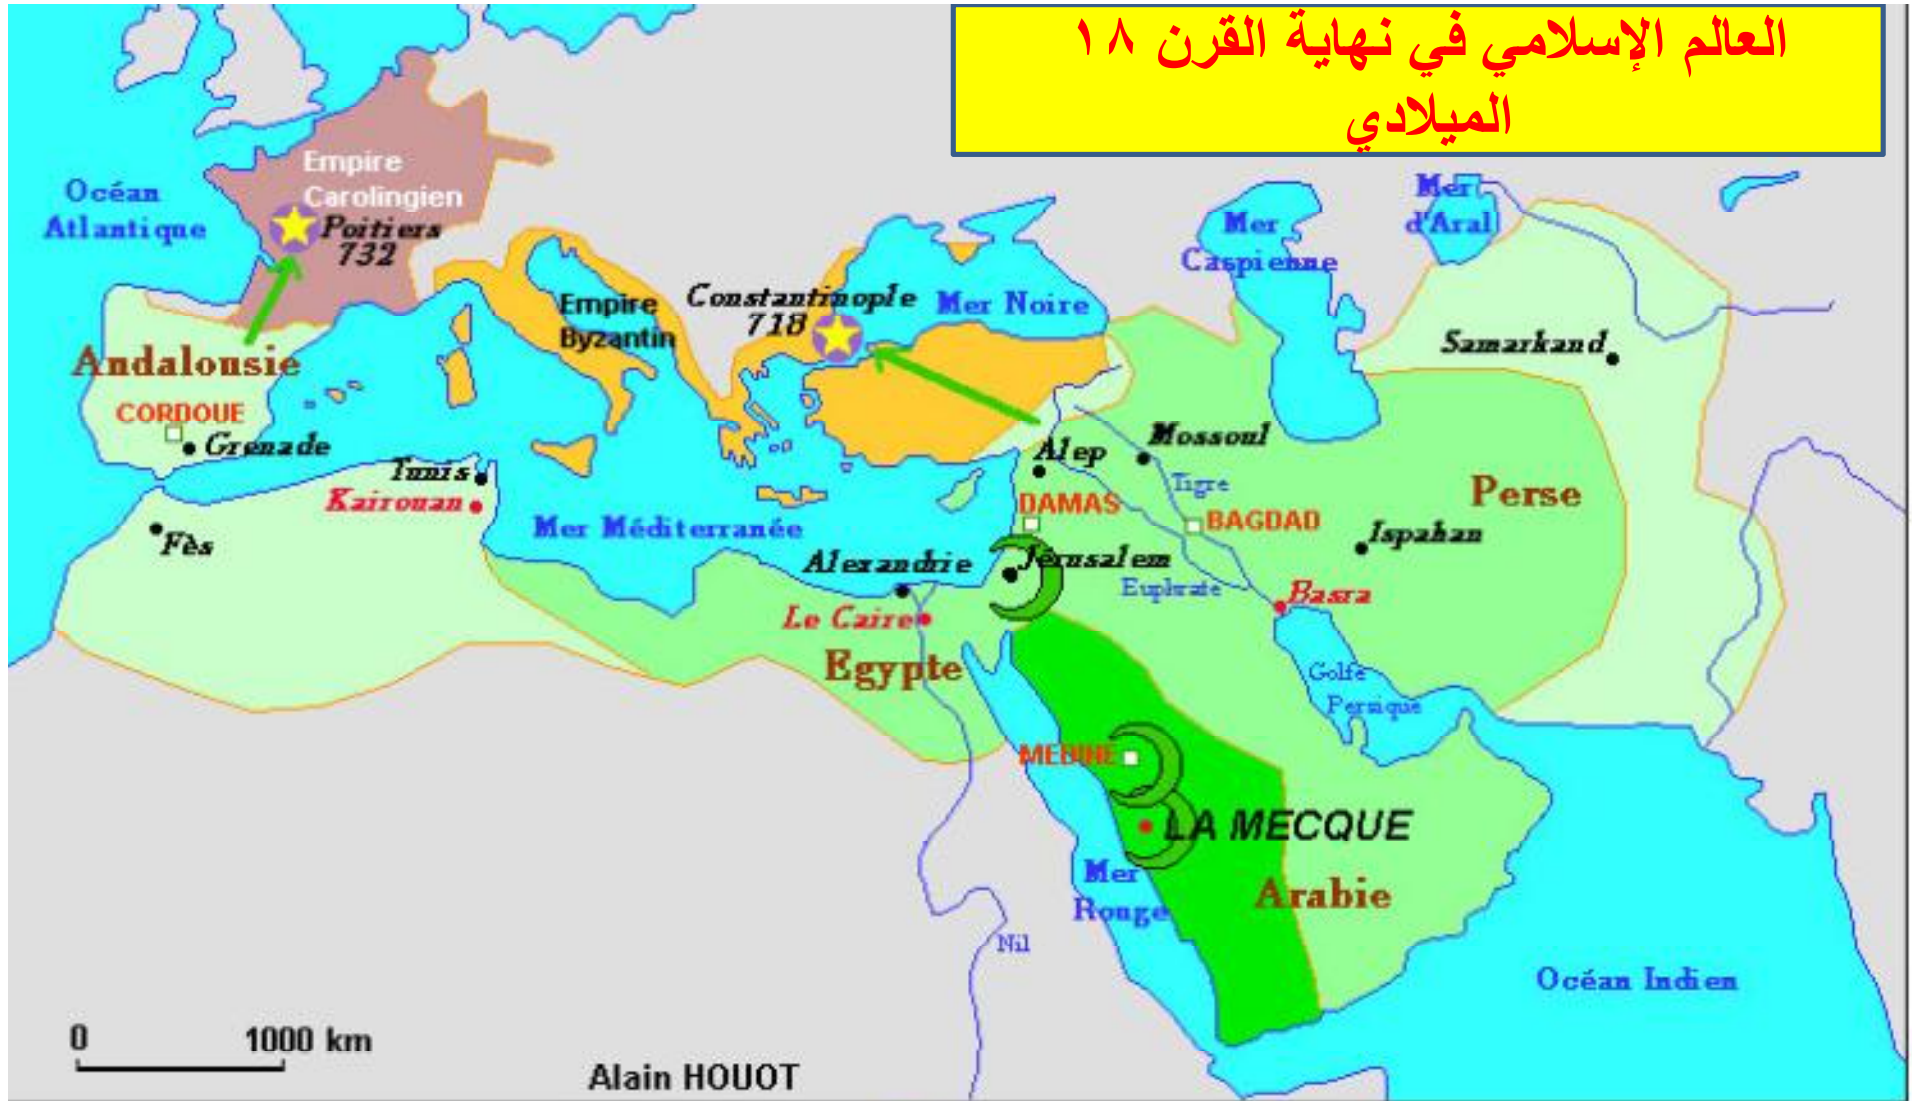 العالم الإسلامي في نهاية القرن ١٨
الميلادي
Empire
Carolingien
Océan
Atlantique
Poitiers
732
Mer
d'Aral
Mer
Caspienne
Constantinople
718
Mer Noire
Empire
Byzantin
Samarkand
Andalousie
CORDOUE
Grenade
Tunis
Kairouan
Fès
Mer Méditerranée
Alep
Mossoul
Tigre
DAMAS
BAGDAD
Perse
Ispahan
Alexandrie
Jérusalem
Euphrate
Basra
Le Caire
Egypte
Golfe
Persique
MEDINE
LA MECQUE
Mer
Rouge
Arabie
Nil
Océan Indien
0 1000 km
Alain HOUOT